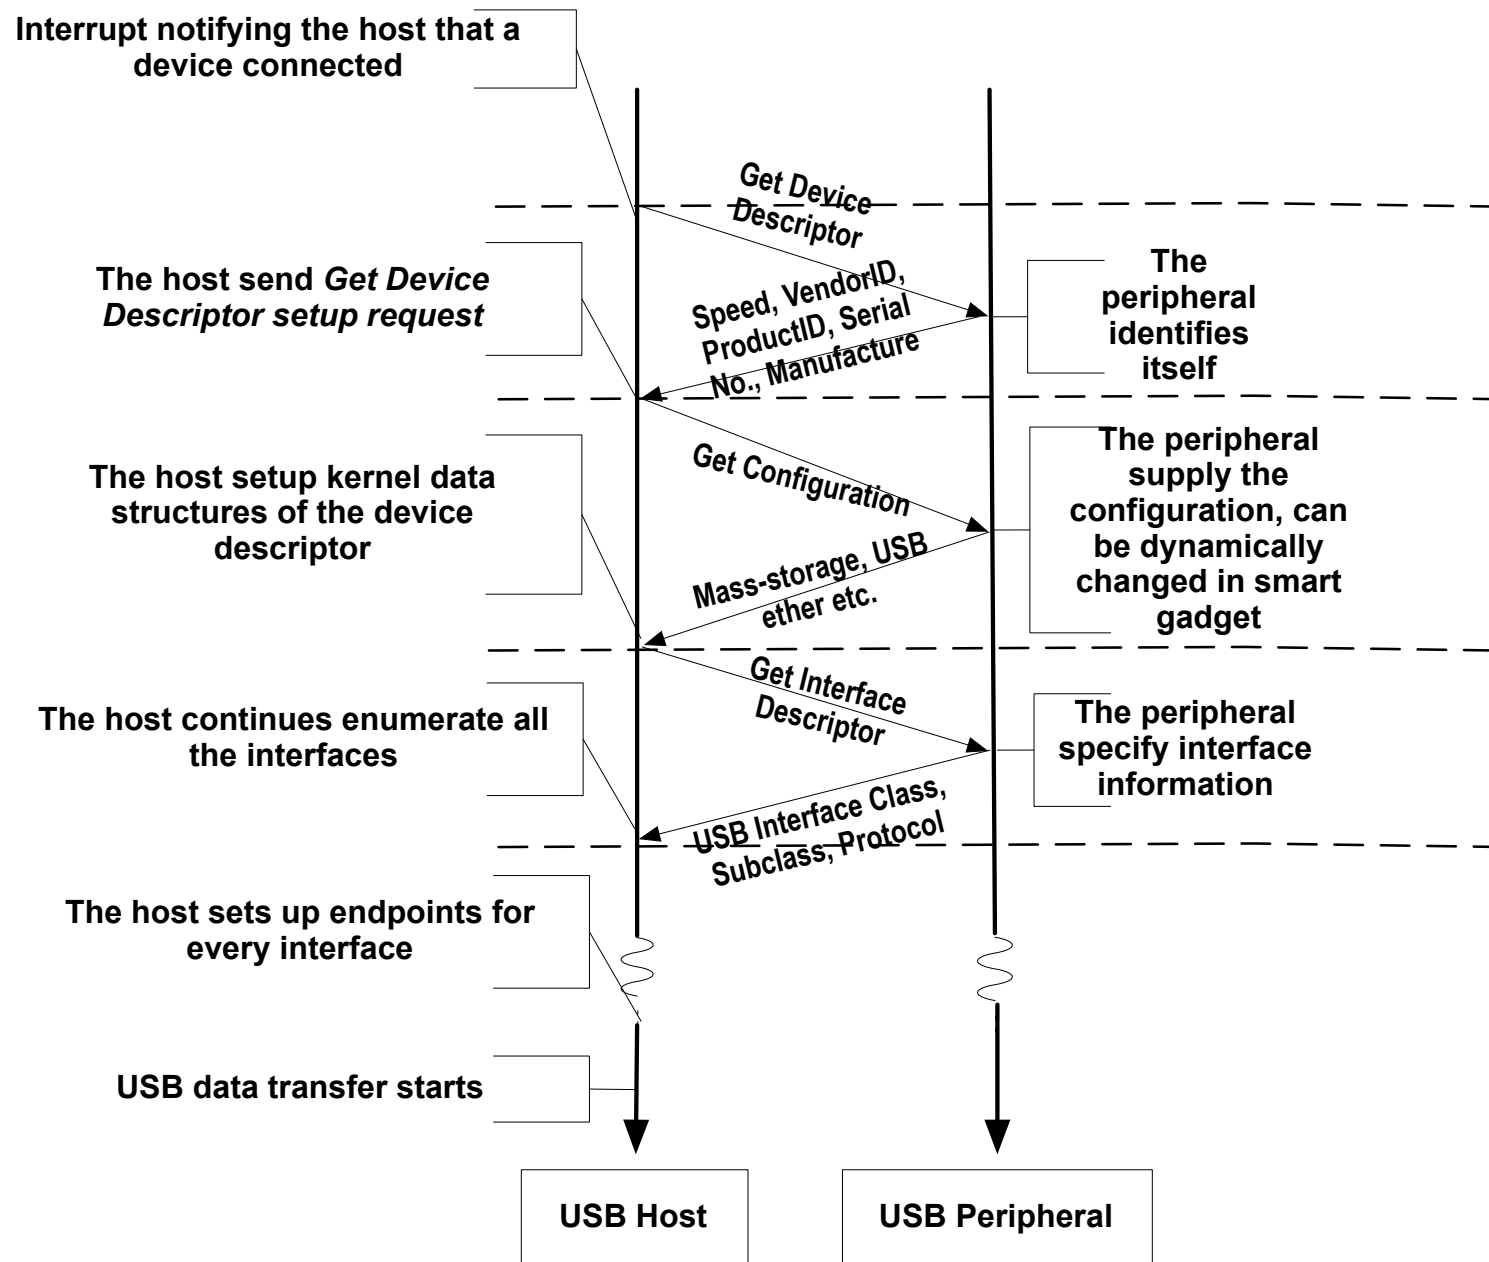 Interrupt notifying the host that a
device connected
Get Device
Descriptor
The host send Get Device
Descriptor setup request
Speed, VendorID,
ProductID, Serial
No., Manufacture
The
peripheral
identifies
itself
The host setup kernel data
structures of the device
descriptor
Get Configuration
Mass-storage, USB
ether etc.
The peripheral
supply the
configuration, can
be dynamically
changed in smart
gadget
The host continues enumerate all
the interfaces
Get Interface
Descriptor
USB Interface Class,
Subclass, Protocol
The peripheral
specify interface
information
The host sets up endpoints for
every interface
USB data transfer starts
USB Host
USB Peripheral